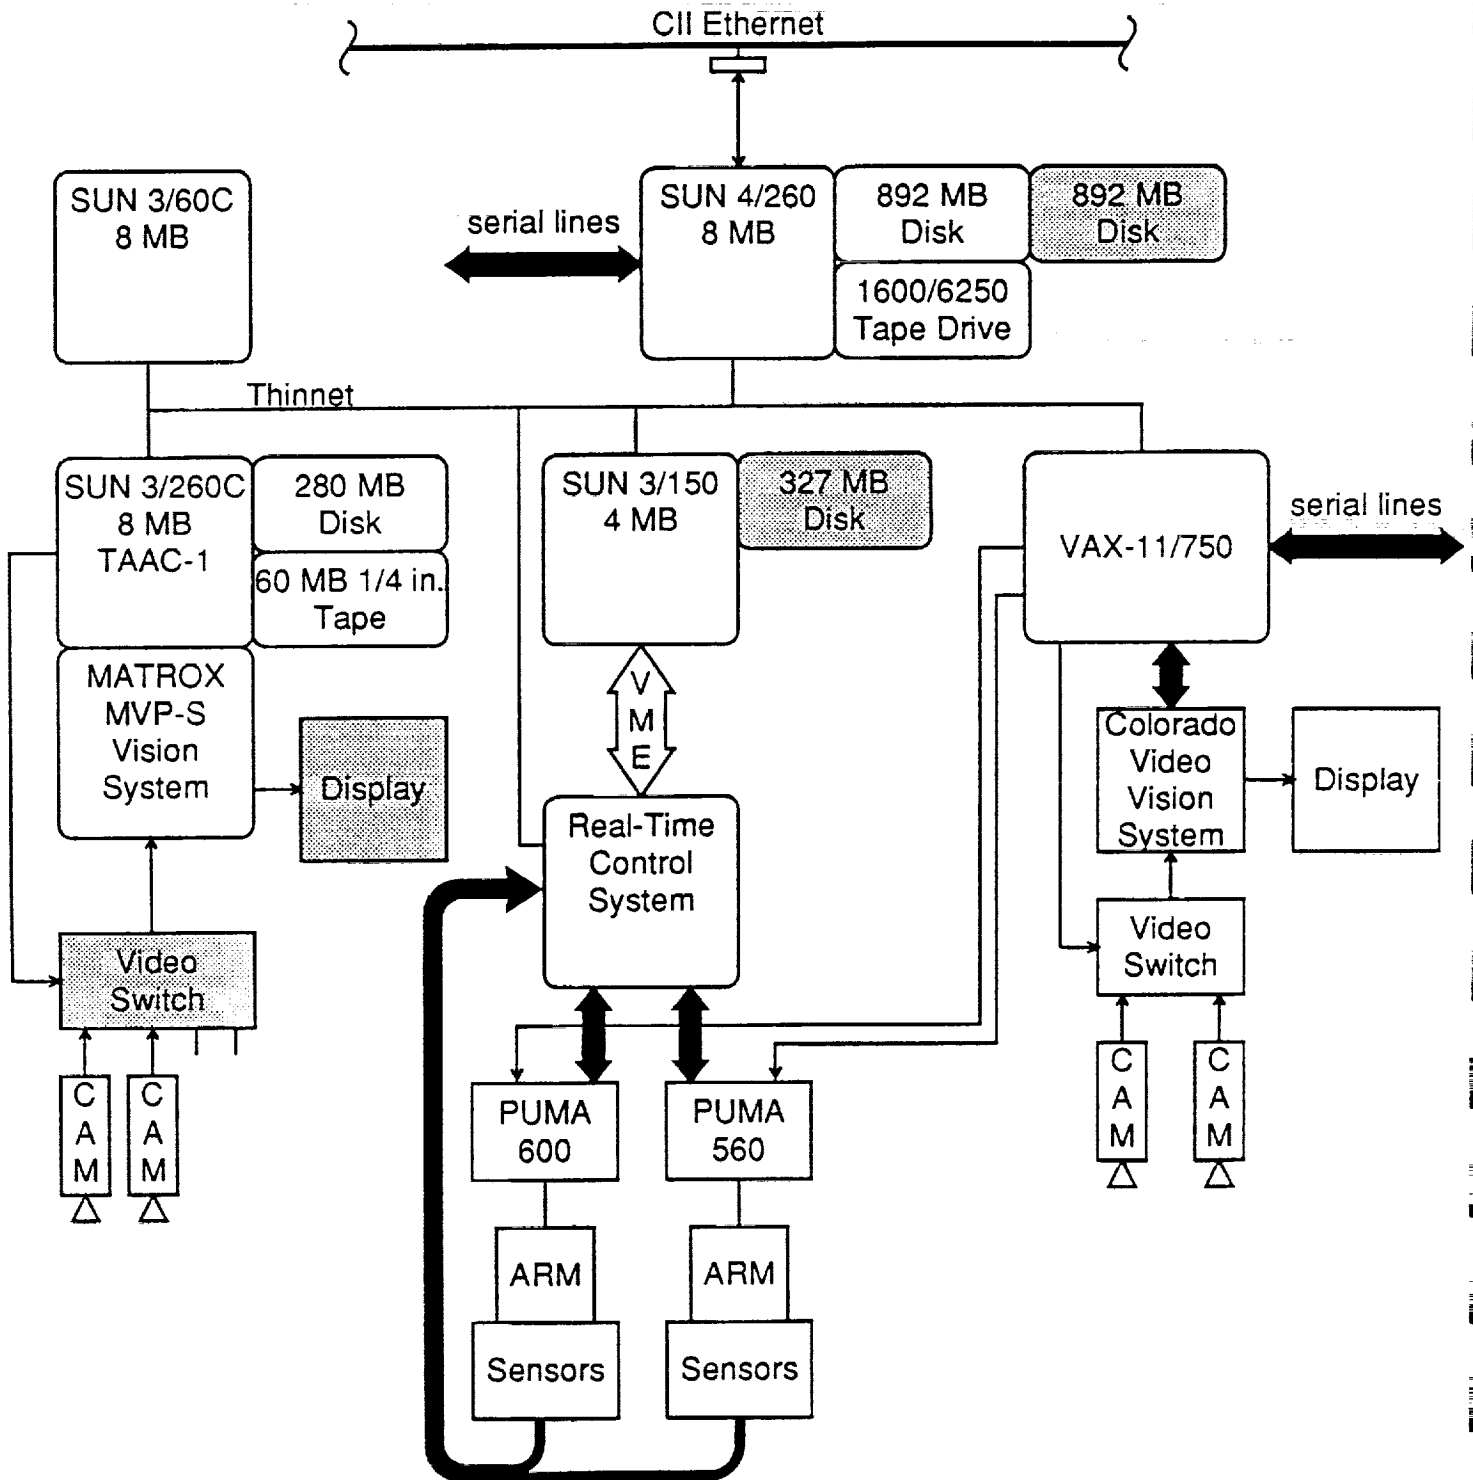 CII Ethernet
SUN 3/60C
8 MB
serial lines
SUN 4/260
8 MB
892 MB
Disk
892 MB
Disk
1600/6250
Tape Drive
Thinnet
SUN 3/260C
8 MB
TAAC-1
280 MB
Disk
60 MB 1/4 in.
Tape
SUN 3/150
4 MB
327 MB
Disk
VAX-11/750
serial lines
MATROX
MVP-S
Vision
System
Display
V
M
E
Colorado
Video
Vision
System
Display
Real-Time
Control
System
Video
Switch
Video
Switch
C
A
M
C
A
M
PUMA
600
PUMA
560
C
A
M
C
A
M
ARM
ARM
Sensors
Sensors